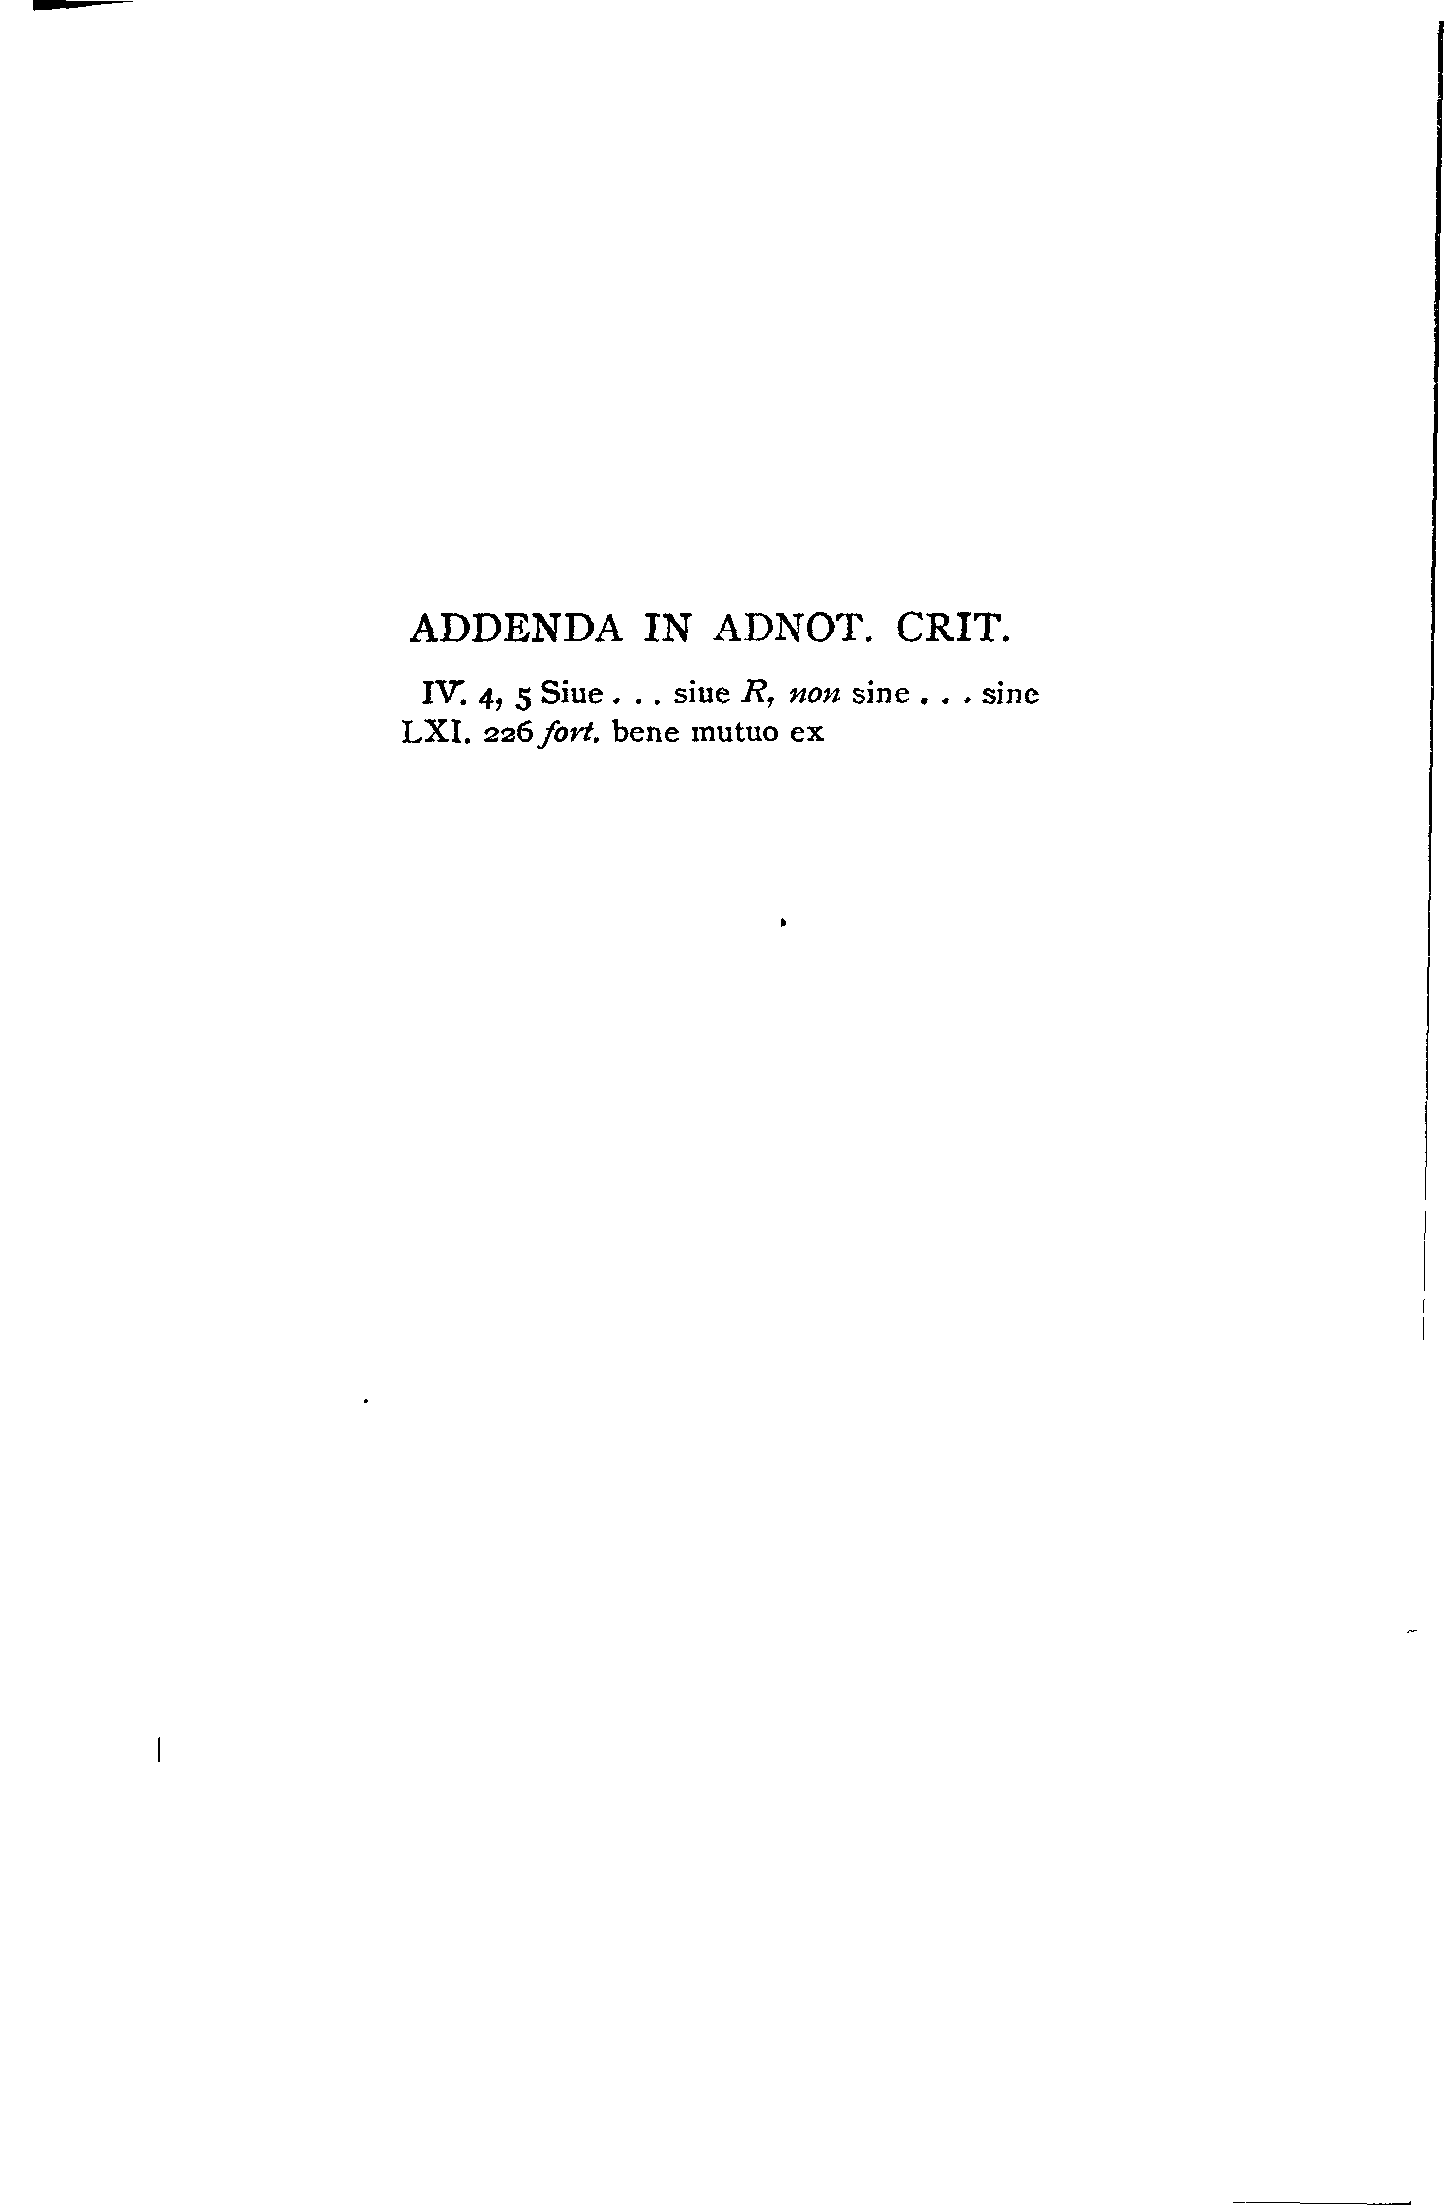 ADDENDA IN ADNOT. CRIT.
IV. 4, 5 Siue . . . siue R, non sine . . . sine
LXI. 226 fort. bene mutuo ex